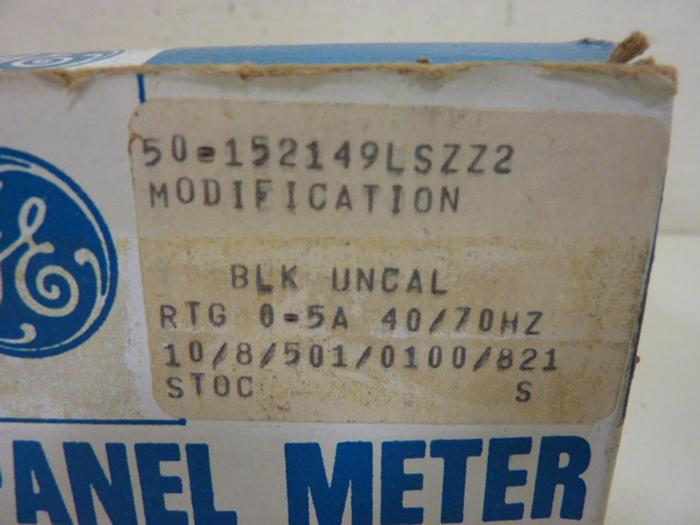 50-152149LSZZ2
MODIFICATION
BLK UNCAL
RTG 0-5A 40/70HZ
10/8/501/0100/821
STOC S
PANEL METER